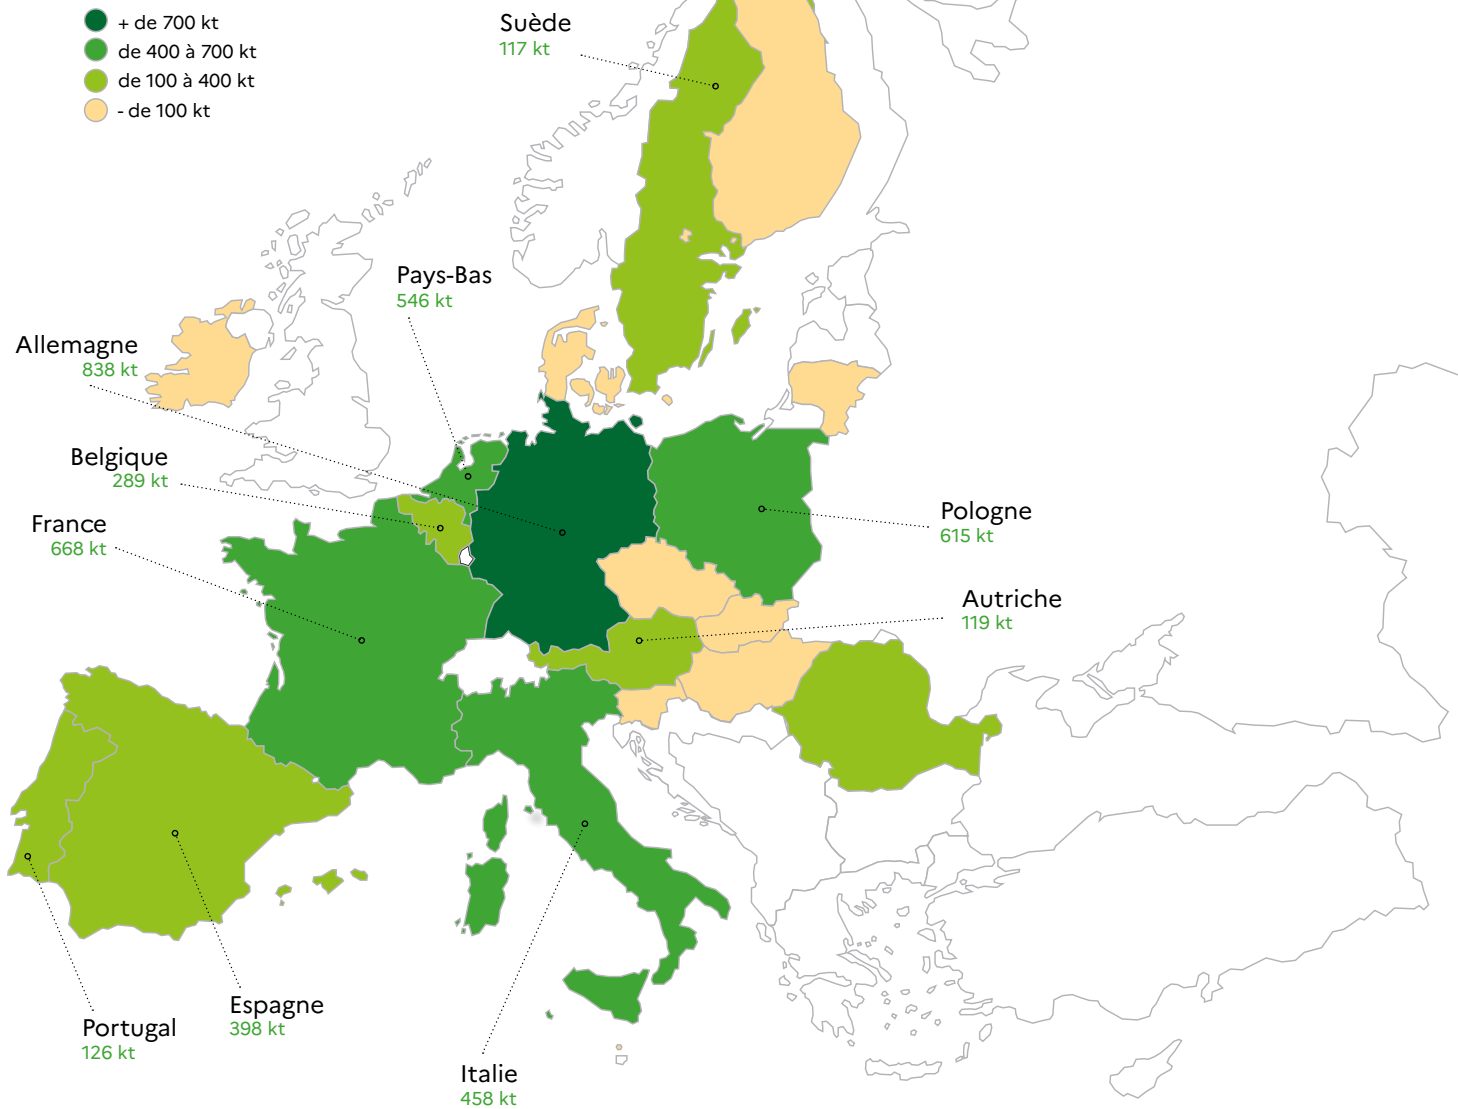 + de 700 kt
de 400 à 700 kt
de 100 à 400 kt
- de 100 kt
Suède
117 kt
Pays-Bas
546 kt
Allemagne
838 kt
Belgique
289 kt
France
668 kt
Pologne
615 kt
Autriche
119 kt
Espagne
398 kt
Portugal
126 kt
Italie
458 kt